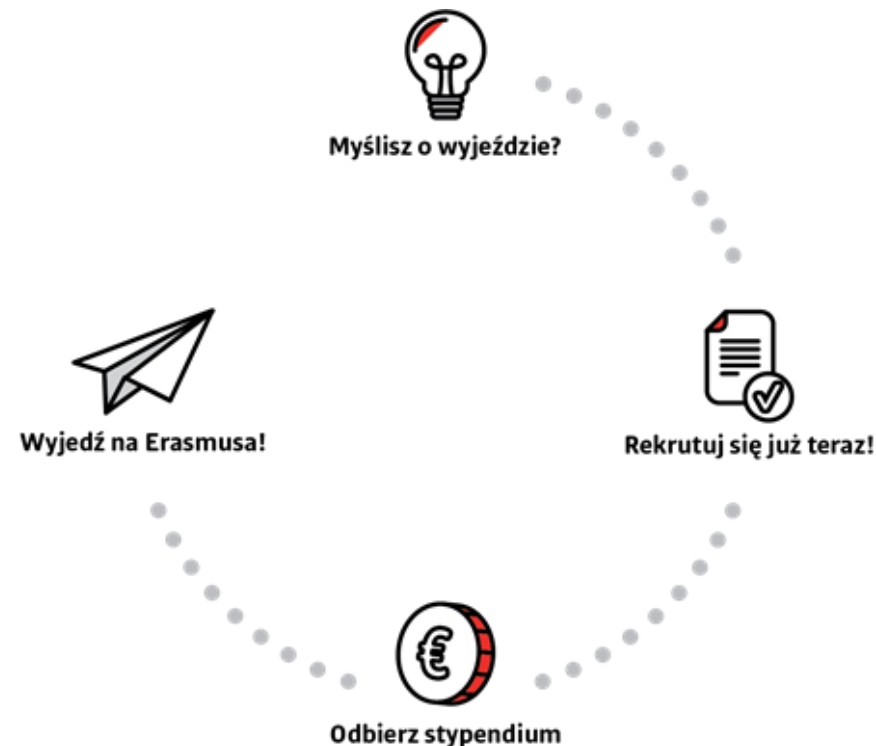 Myślisz o wyjeździe?
Rekrutuj się już teraz!
Odbierz stypendium
Wyjedź na Erasmusa!